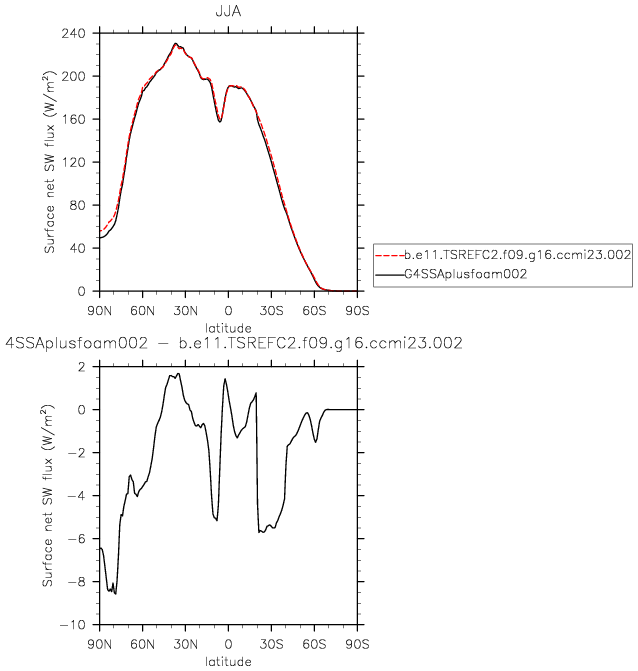 JJA
240
200
160
120
80
40
0
Surface net SW flux (W/m²)
90N 60N 30N 0 30S 60S 90S
latitude
b.e11.TSREFC2.f09.g16.ccmi23.002
G4SSAplusfoam002
4SSAplusfoam002 − b.e11.TSREFC2.f09.g16.ccmi23.002
2
0
−2
−4
−6
−8
−10
Surface net SW flux (W/m²)
90N 60N 30N 0 30S 60S 90S
latitude